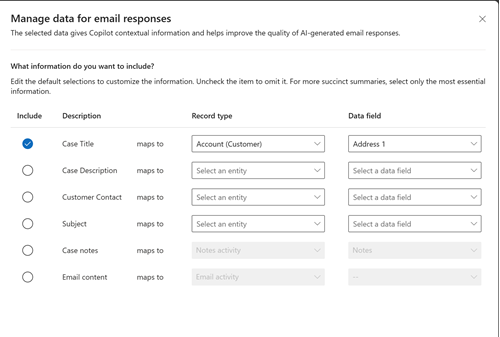 Manage data for email responses
The selected data gives Copilot contextual information and helps improve the quality of AI-generated email responses.
What information do you want to include?
Edit the default selections to customize the information. Uncheck the item to omit it. For more succinct summaries, select only the most essential
information.
Include Description Record type Data field
Case Title maps to Account (Customer) Address 1
Case Description maps to Select an entity Select a data field
Customer Contact maps to Select an entity Select a data field
Subject maps to Select an entity Select a data field
Case notes maps to Notes activity Notes
Email content maps to Email activity --